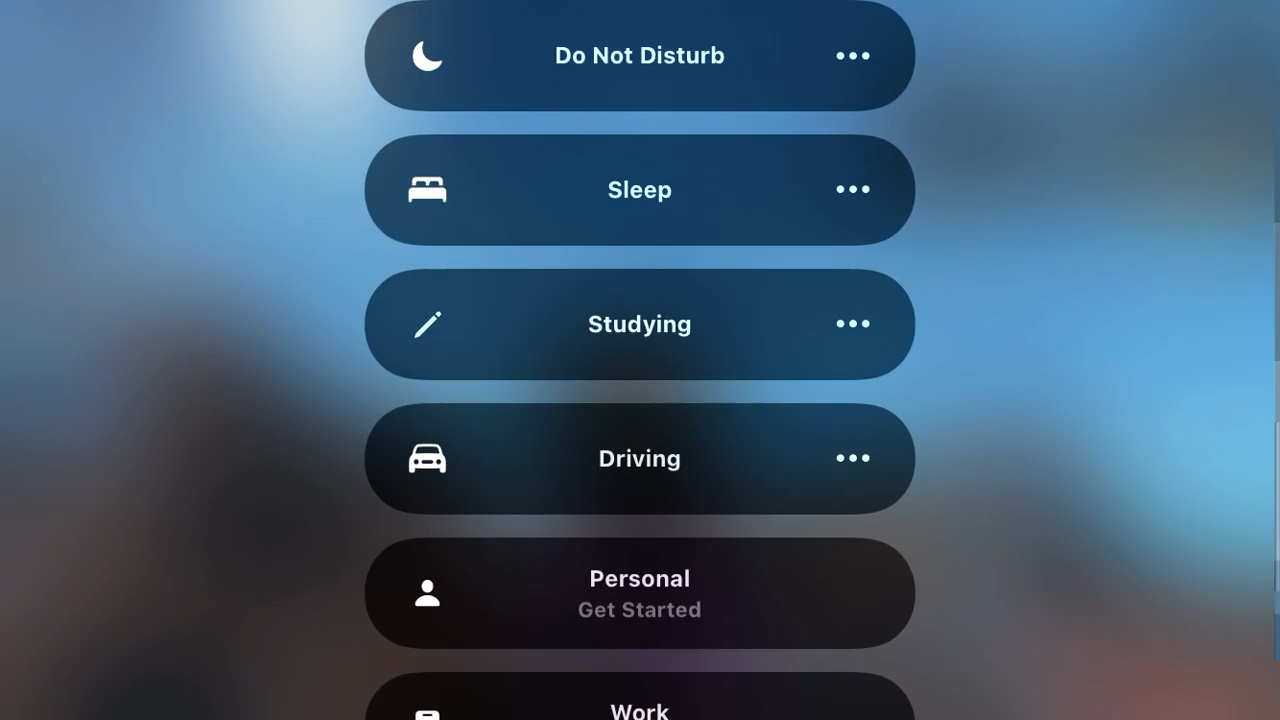 Do Not Disturb
Sleep
Studying
Driving
Personal
Get Started
Work